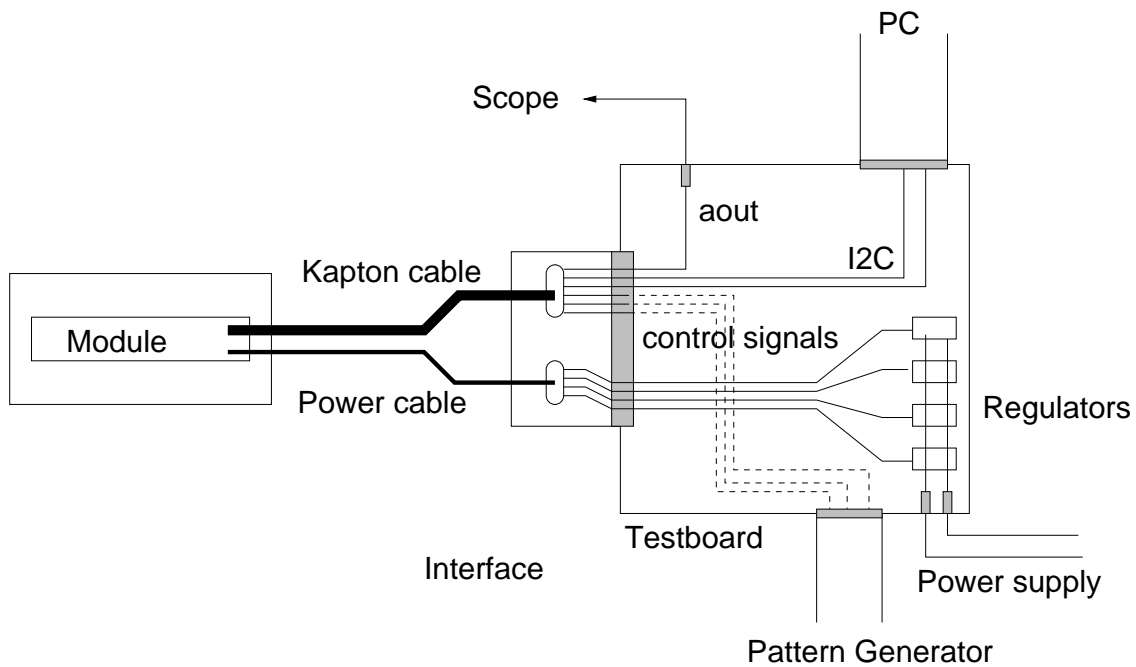 PC
Scope
aout
I2C
Kapton cable
Module
control signals
Power cable
Regulators
Testboard
Interface
Power supply
Pattern Generator